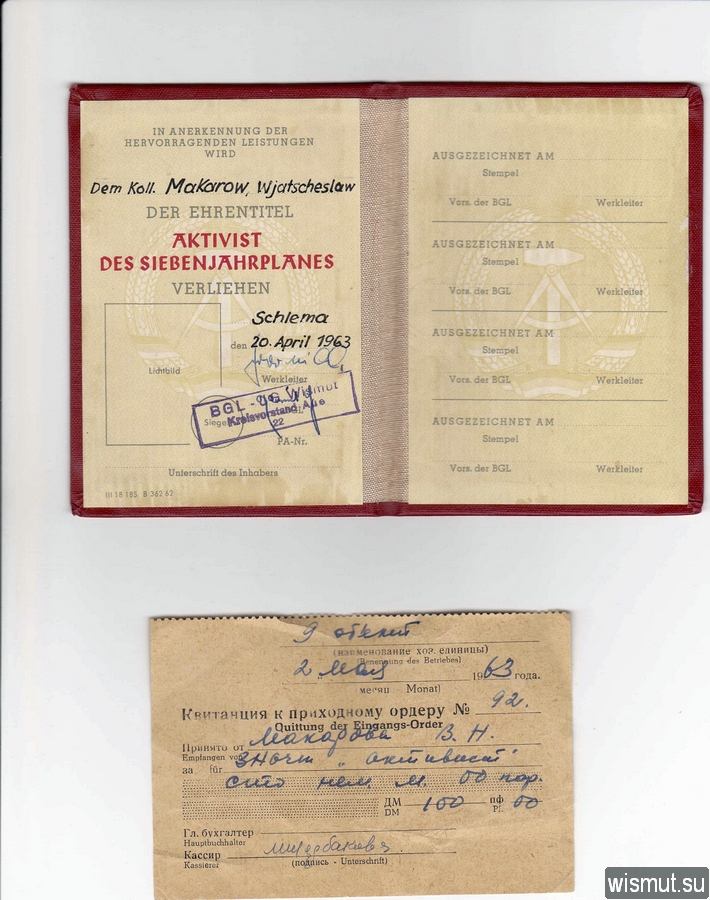 IN ANERKENNUNG DER
HERVORRAGENDEN LEISTUNGEN
WIRD
Dem Koll. Makarow, Wjatscheslaw
DER EHRENTITEL
AKTIVIST
DES SIEBENJAHRPLANES
VERLIEHEN
Schlema
den 20. April 1963
Werkleiter
Lichtbild
BGL - Wismut
Kreisvorstand Aue
22
Siegel
PA-Nr.
Unterschrift des Inhabers
III 18 185 B 362 62
AUSGEZEICHNET AM
Stempel
Vors. der BGL Werkleiter
AUSGEZEICHNET AM
Stempel
Vors. der BGL Werkleiter
AUSGEZEICHNET AM
Stempel
Vors. der BGL Werkleiter
AUSGEZEICHNET AM
Stempel
Vors. der BGL Werkleiter
9 объект
(наименование хоз. единицы)
(Benennung des Betriebes)
2 мая 1963 года.
месяц Monat)
Квитанция к приходному ордеру № 92.
Quittung der Eingangs-Order
Принято от Макарова В. Н.
Empfangen von
за für значк „активист"
сто нем. м. 00 пф.
ДМ 100 пф 00
DM Pf.
Гл. бухгалтер
Hauptbuchhalter
Кассир
Kassierer
(подпись - Unterschrift)
wismut.su